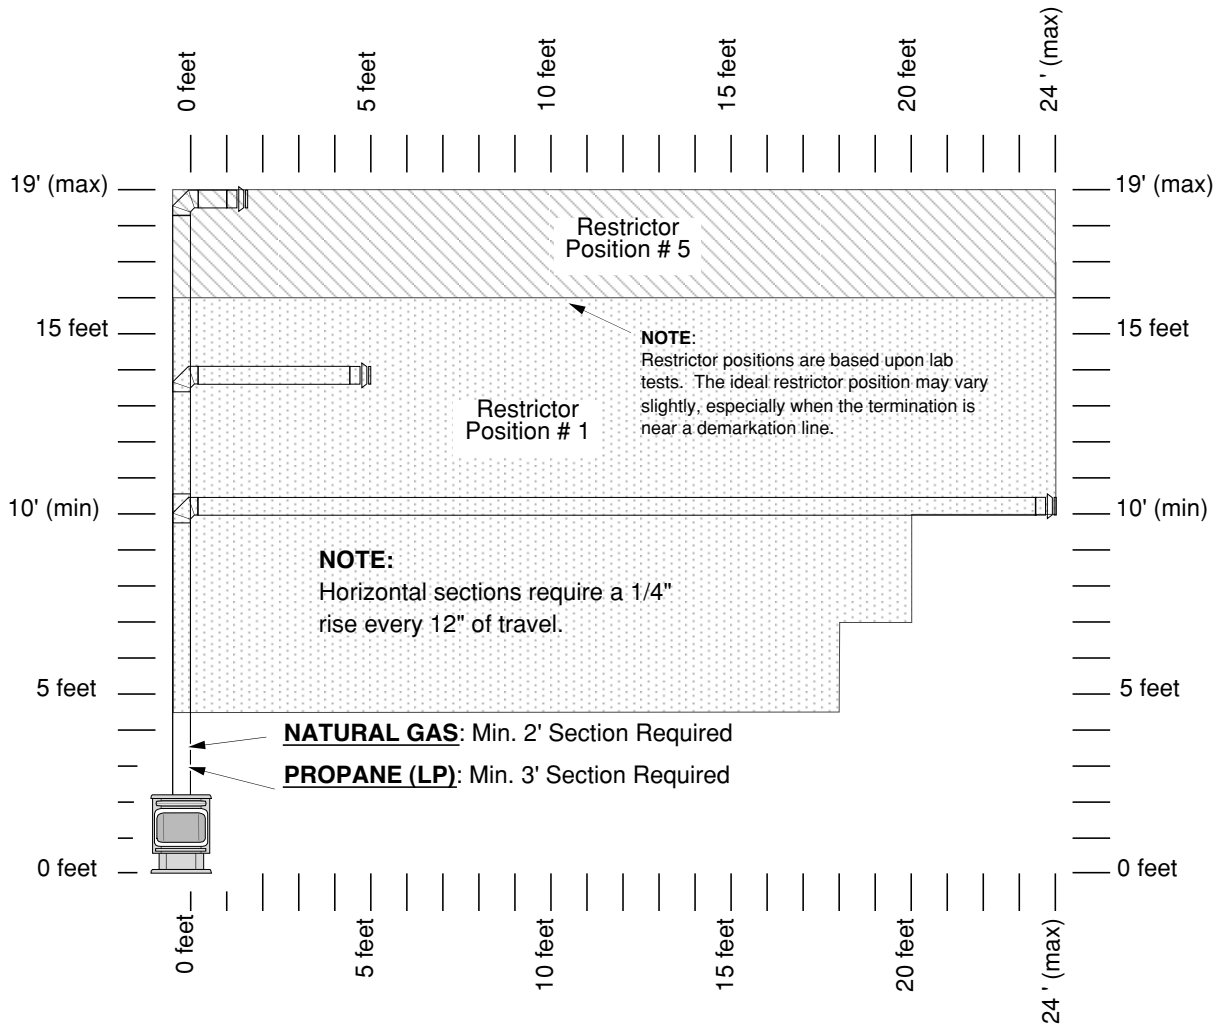 0 feet
5 feet
10 feet
15 feet
20 feet
24 ' (max)
19' (max)
19' (max)
Restrictor
Position # 5
15 feet
15 feet
NOTE:
Restrictor positions are based upon lab
tests. The ideal restrictor position may vary
slightly, especially when the termination is
near a demarkation line.
Restrictor
Position # 1
10' (min)
10' (min)
NOTE:
Horizontal sections require a 1/4"
rise every 12" of travel.
5 feet
5 feet
NATURAL GAS: Min. 2' Section Required
PROPANE (LP): Min. 3' Section Required
0 feet
0 feet
0 feet
5 feet
10 feet
15 feet
20 feet
24 ' (max)